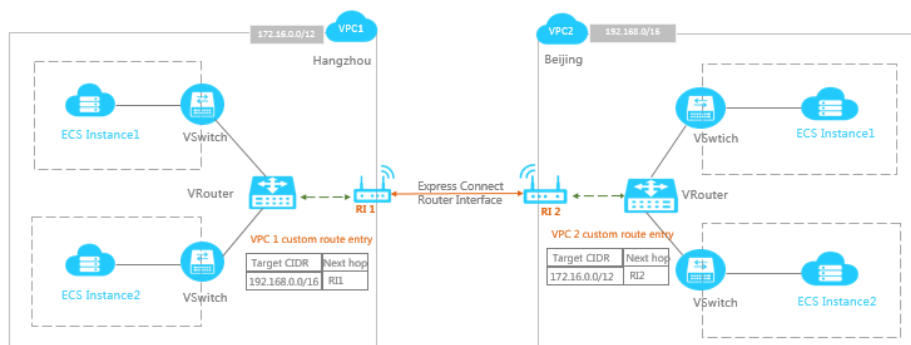 172.16.0.0/12
VPC1
VPC2
192.168.0.0/16
Hangzhou
Beijing
ECS Instance1
VSwitch
VSwtich
ECS Instance1
VRouter
Express Connect
Router Interface
VRouter
RI 1
RI 2
VPC 1 custom route entry
Target CIDR Next hop
192.168.0.0/16 RI1
VPC 2 custom route entry
Target CIDR Next hop
172.16.0.0/12 RI2
ECS Instance2
VSwitch
VSwitch
ECS Instance2